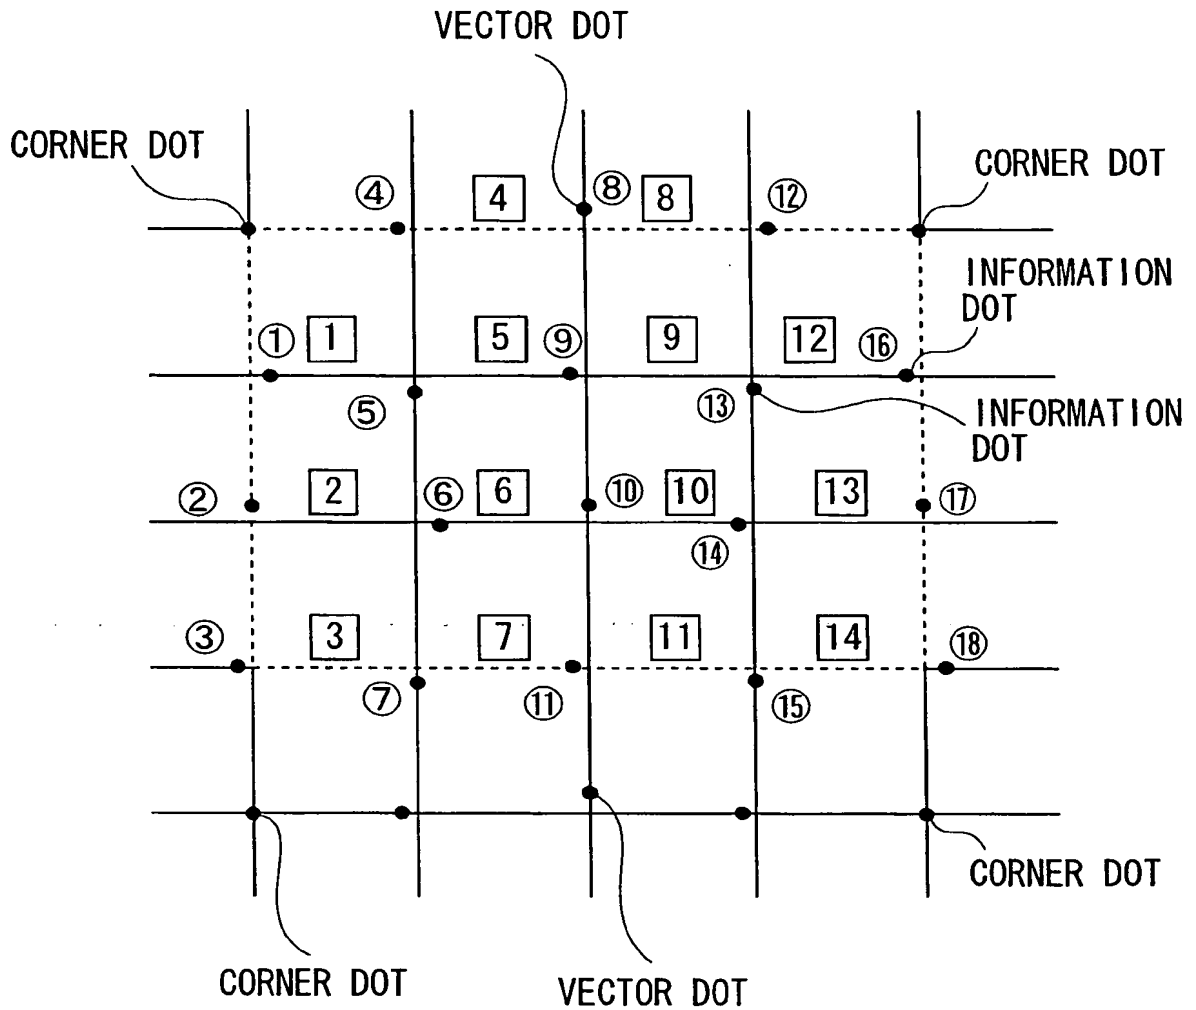 VECTOR DOT
CORNER DOT
CORNER DOT
④ 4 ⑧ 8 ⑫
INFORMATION
DOT
① 1 5 ⑨ 9 12 ⑯
⑤ ⑬
INFORMATION
DOT
② 2 ⑥ 6 ⑩ 10 13 ⑰
⑭
③ 3 7 11 14 ⑱
⑦ ⑪ ⑮
CORNER DOT
CORNER DOT
VECTOR DOT